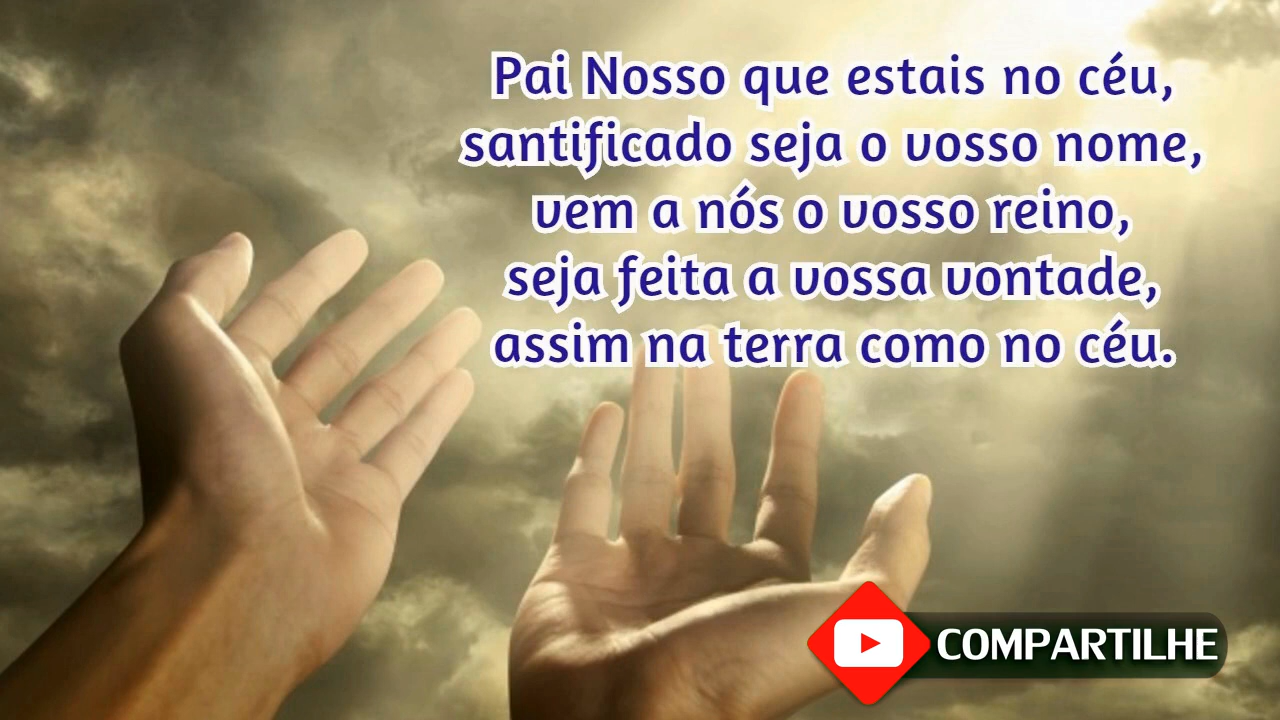 Pai Nosso que estais no céu,
santificado seja o vosso nome,
vem a nós o vosso reino,
seja feita a vossa vontade,
assim na terra como no céu.
COMPARTILHE